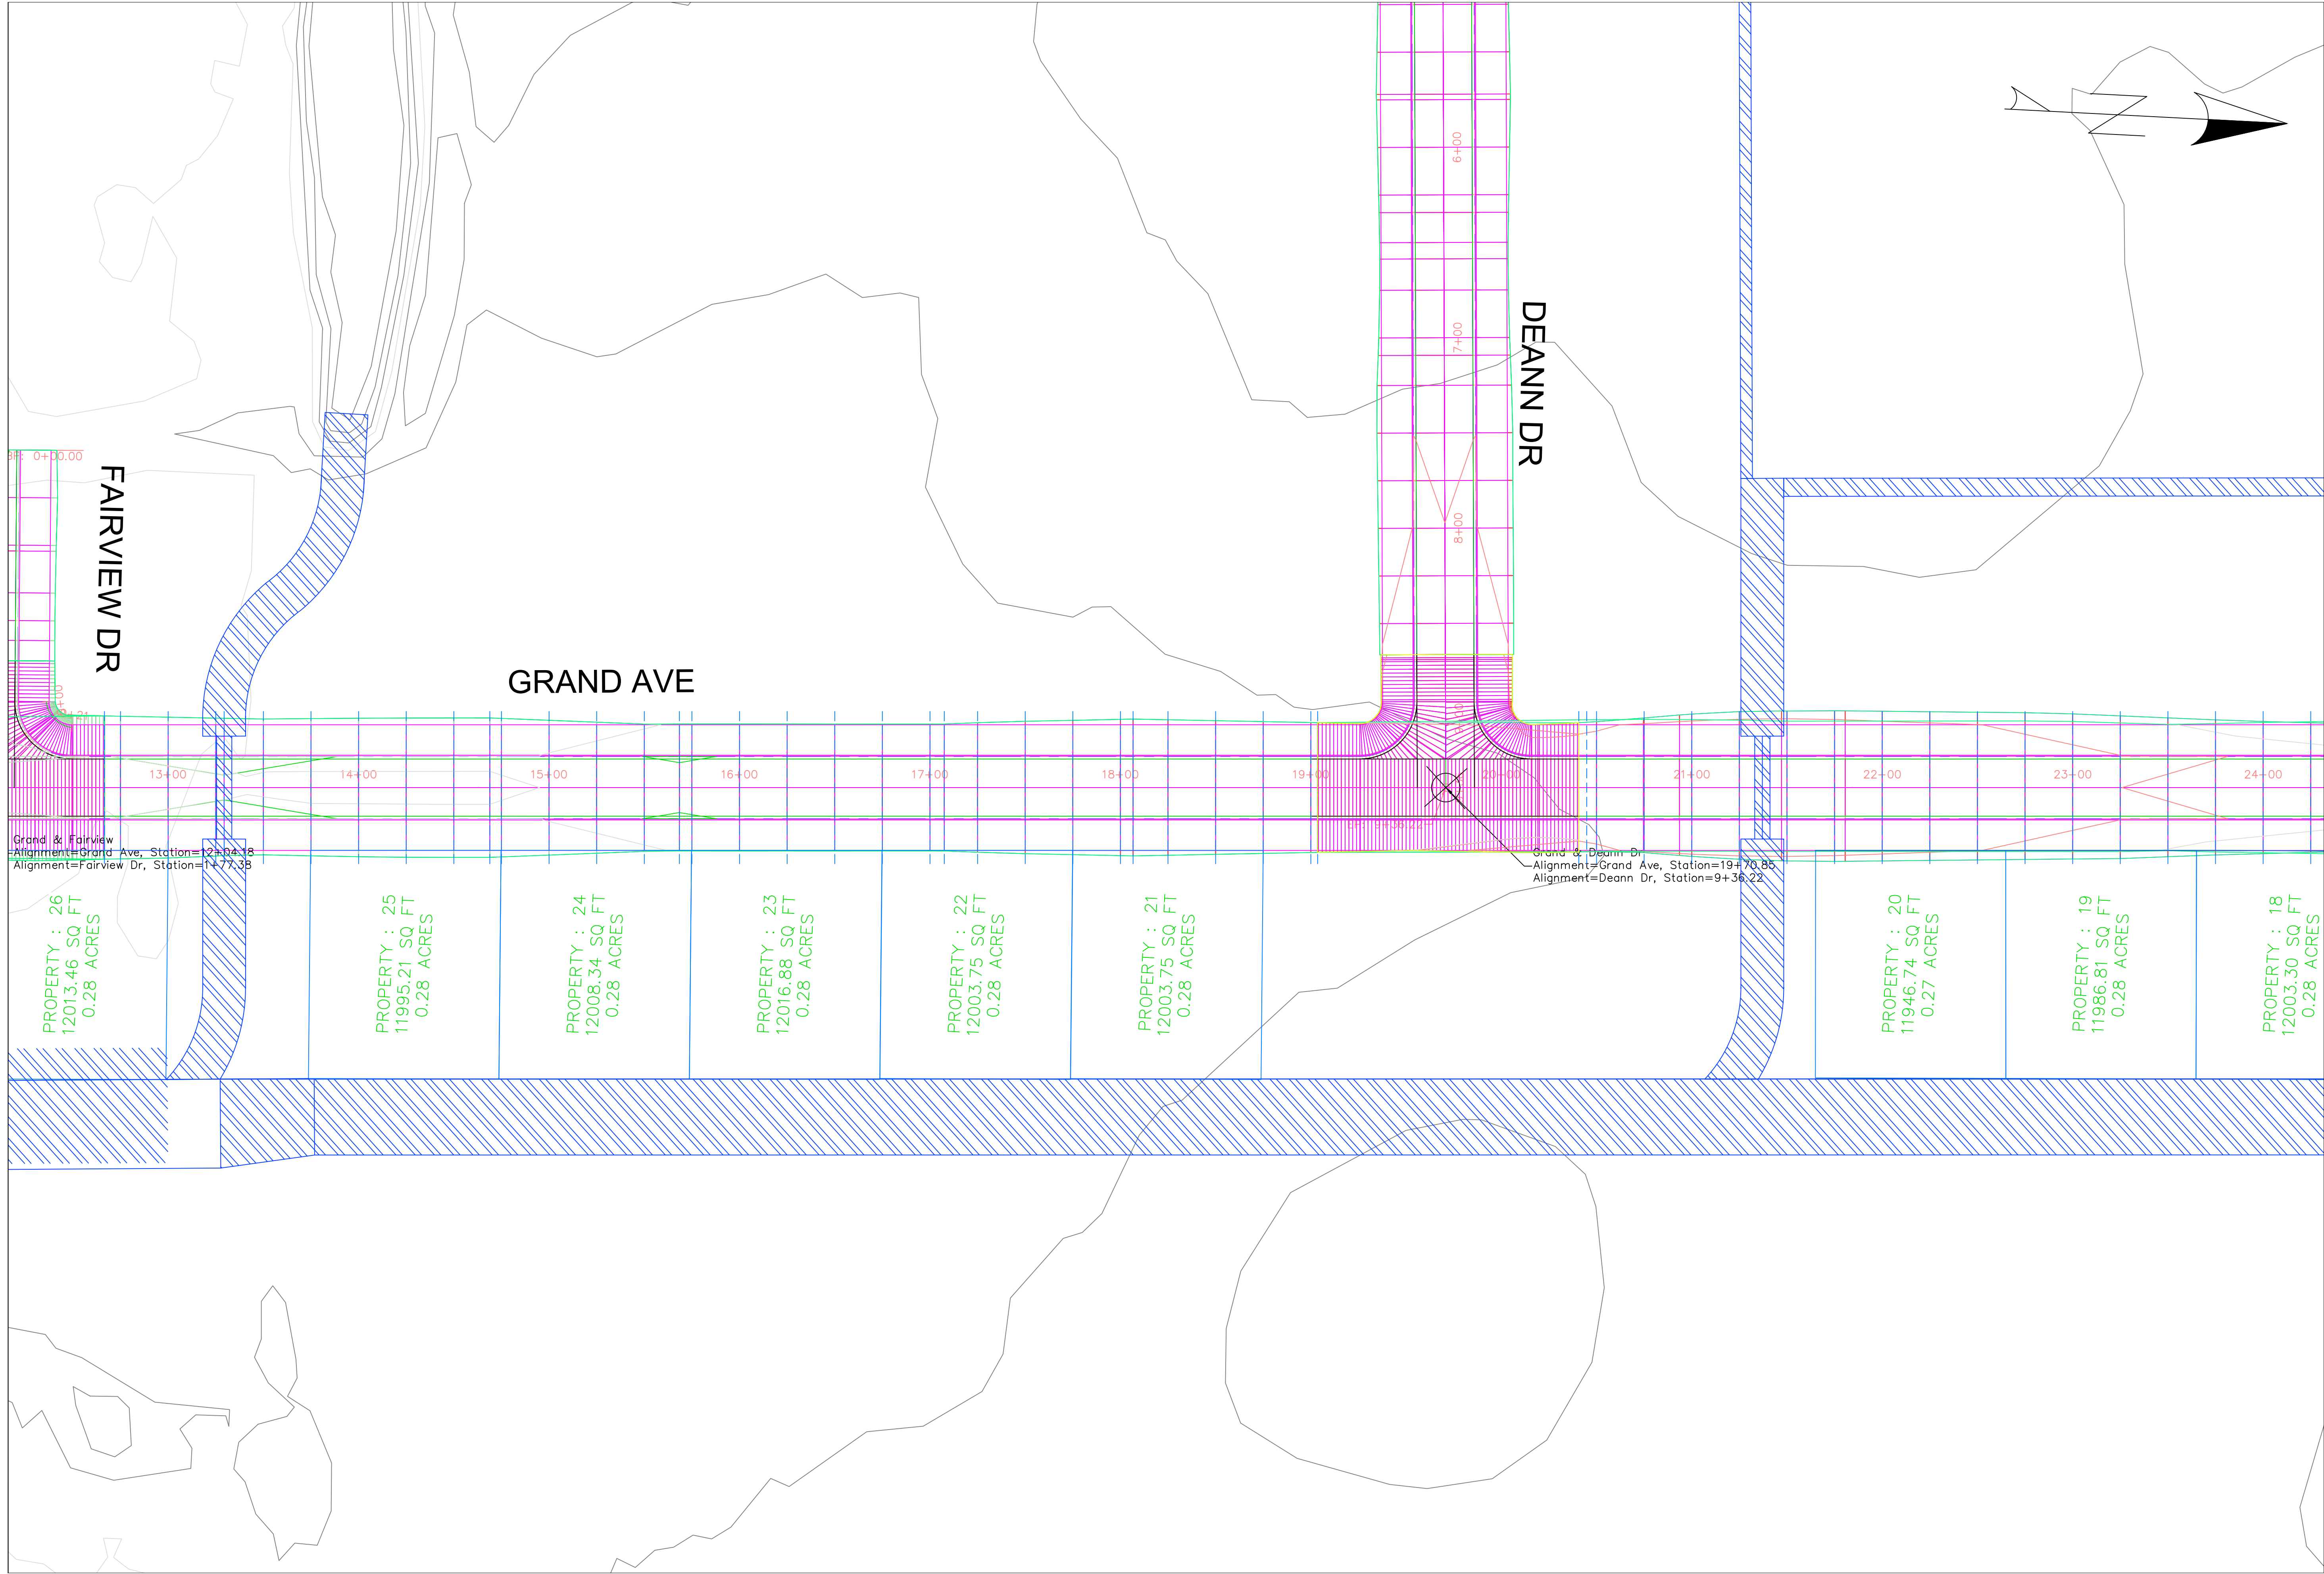 6+00
7+00
8+00
DEANN DR
0+00.00
FAIRVIEW DR
GRAND AVE
13+00
14+00
15+00
16+00
17+00
18+00
19+00
20+00
21+00
22+00
23+00
24+00
Grand & Fairview
Alignment=Grand Ave, Station=12+04.18
Alignment=Fairview Dr, Station=1+77.38
Grand & Deann Dr
Alignment=Grand Ave, Station=19+70.85
Alignment=Deann Dr, Station=9+36.22
PROPERTY : 26
12013.46 SQ FT
0.28 ACRES
PROPERTY : 25
11995.21 SQ FT
0.28 ACRES
PROPERTY : 24
12008.34 SQ FT
0.28 ACRES
PROPERTY : 23
12016.88 SQ FT
0.28 ACRES
PROPERTY : 22
12003.75 SQ FT
0.28 ACRES
PROPERTY : 21
12003.75 SQ FT
0.28 ACRES
PROPERTY : 20
11946.74 SQ FT
0.27 ACRES
PROPERTY : 19
11986.81 SQ FT
0.28 ACRES
PROPERTY : 18
12003.30 SQ FT
0.28 ACRES